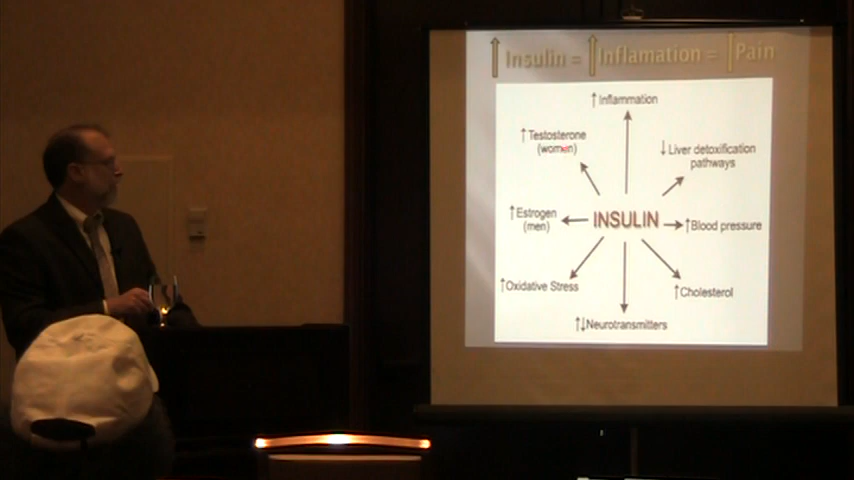 ↑ Insulin = ↑ Inflamation = ↑ Pain
↑ Inflammation
↑ Testosterone
(women)
↓ Liver detoxification
pathways
↑ Estrogen
(men)
INSULIN
↑ Blood pressure
↑ Oxidative Stress
↑ Cholesterol
↑↓ Neurotransmitters